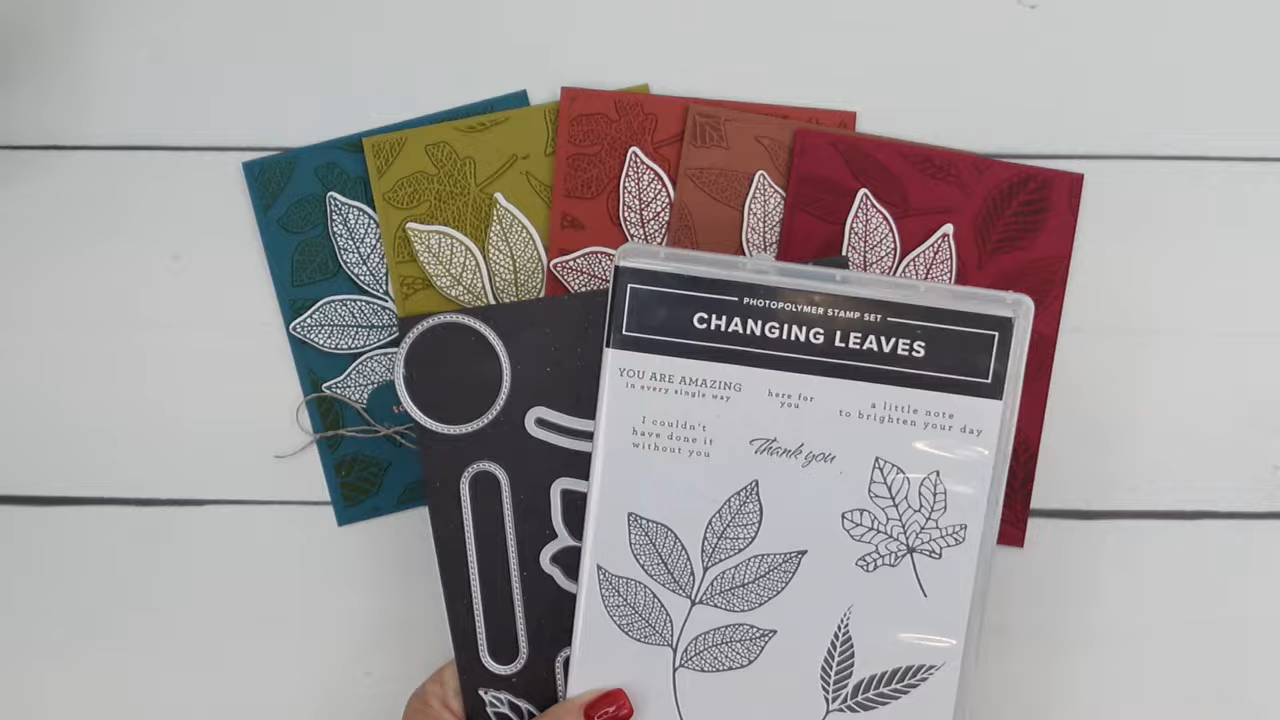 PHOTOPOLYMER STAMP SET
CHANGING LEAVES
YOU ARE AMAZING
in every single way
here for
you
a little note
to brighten your day
I couldn't
have done it
without you
Thank you